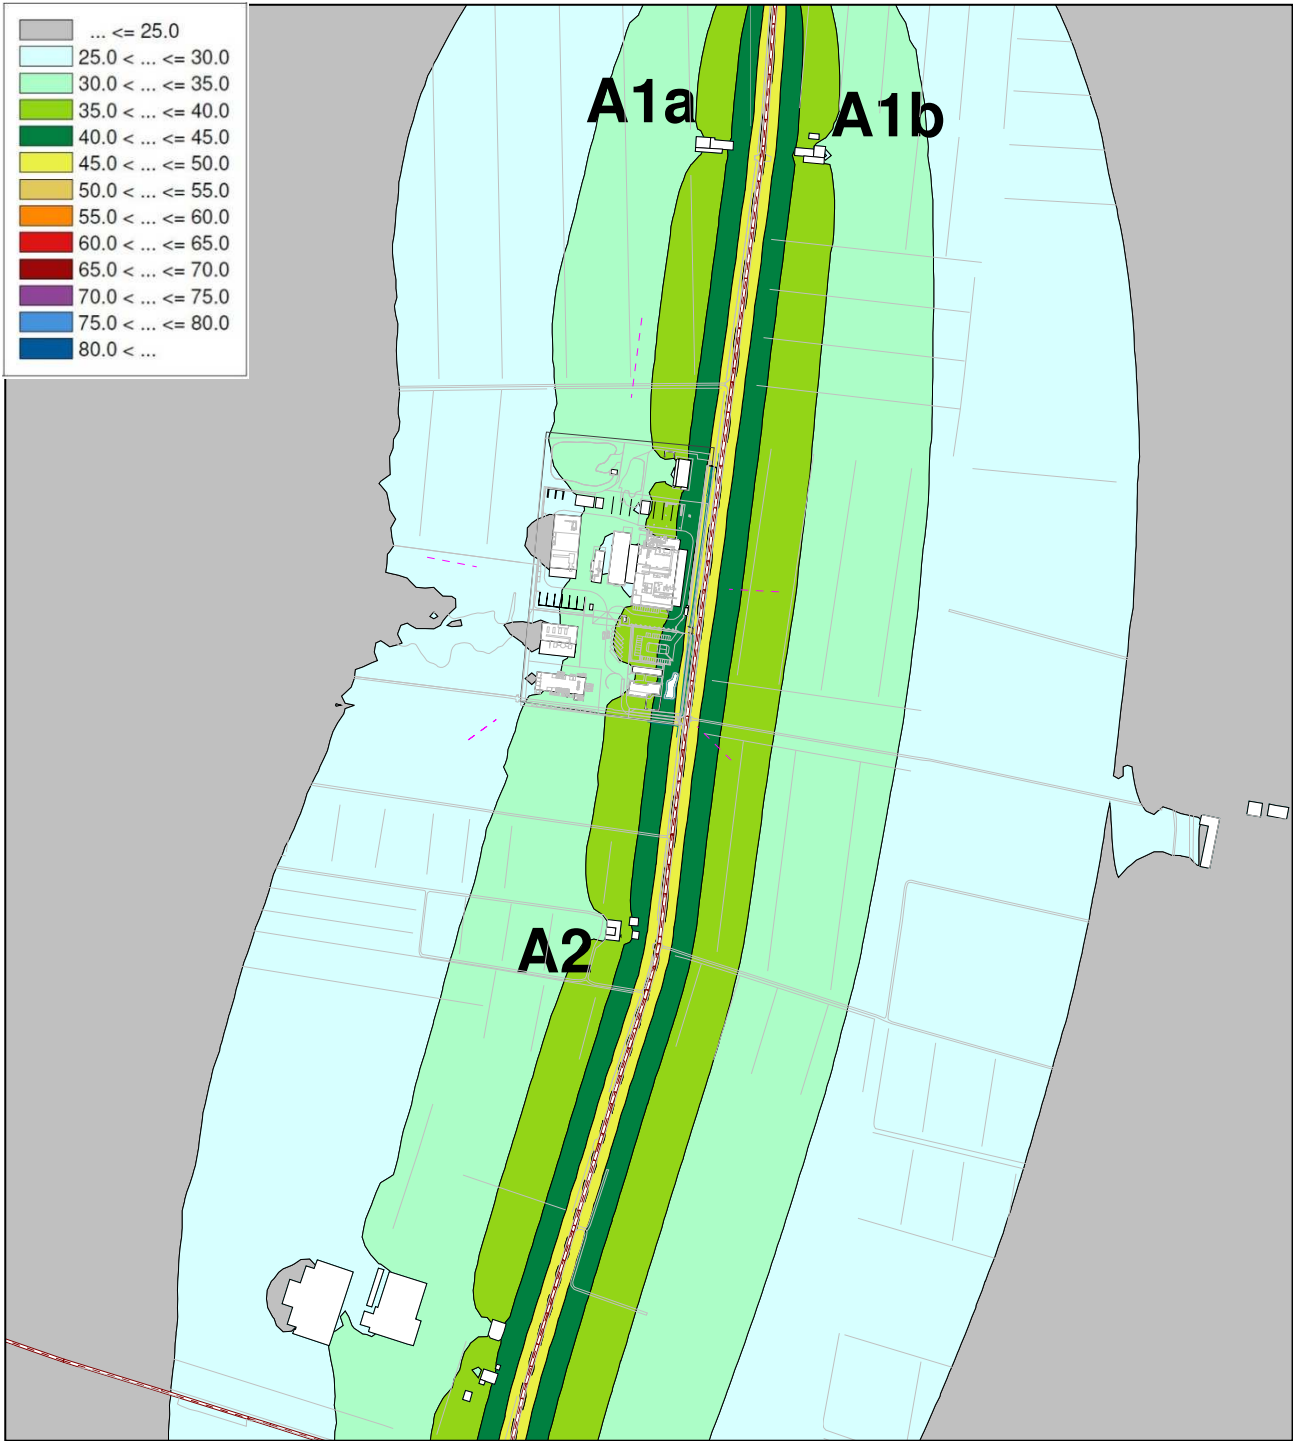 ... <= 25.0
25.0 < ... <= 30.0
30.0 < ... <= 35.0
35.0 < ... <= 40.0
40.0 < ... <= 45.0
45.0 < ... <= 50.0
50.0 < ... <= 55.0
55.0 < ... <= 60.0
60.0 < ... <= 65.0
65.0 < ... <= 70.0
70.0 < ... <= 75.0
75.0 < ... <= 80.0
80.0 < ...
A1a
A1b
A2